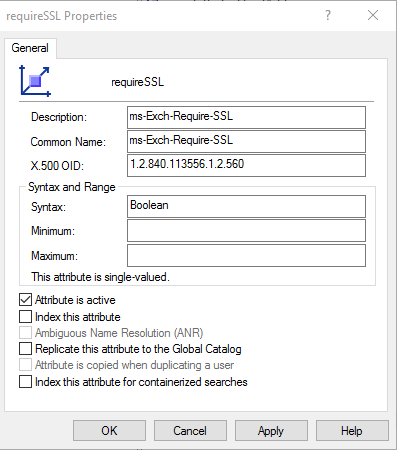 requireSSL Properties
General
requireSSL
Description: ms-Exch-Require-SSL
Common Name: ms-Exch-Require-SSL
X.500 OID: 1.2.840.113556.1.2.560
Syntax and Range
Syntax: Boolean
Minimum:
Maximum:
This attribute is single-valued.
Attribute is active
Index this attribute
Ambiguous Name Resolution (ANR)
Replicate this attribute to the Global Catalog
Attribute is copied when duplicating a user
Index this attribute for containerized searches
OK Cancel Apply Help